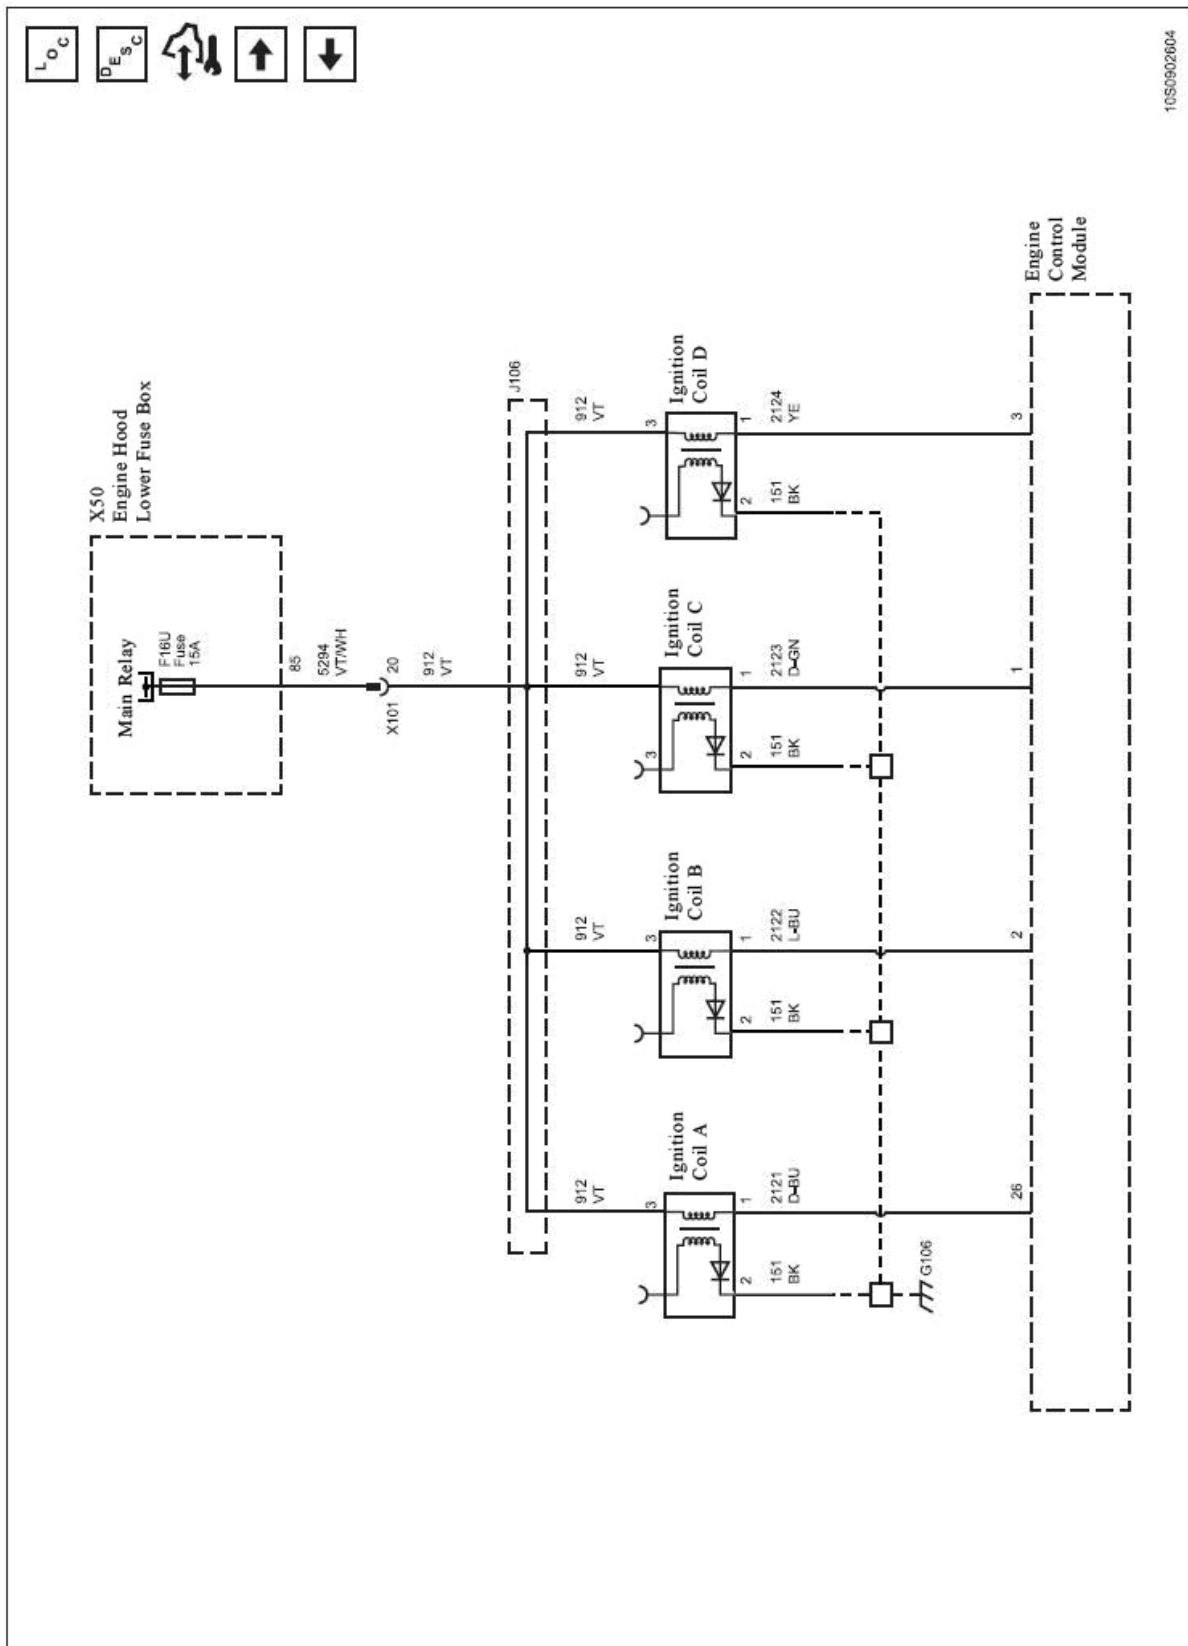 LOC
DESC
X50
Engine Hood
Lower Fuse Box
Main Relay
F16U
Fuse
15A
85
5294
VT/WH
20
X101
912
VT
J106
912
VT
912
VT
912
VT
912
VT
3
Ignition
Coil A
3
Ignition
Coil B
3
3
Ignition
Coil C
3
Ignition
Coil D
2
1
151
BK
2121
D-BU
2
1
151
BK
2122
L-BU
2
1
151
BK
2123
D-GN
2
1
151
BK
2124
YE
G106
26
2
1
3
Engine
Control
Module
10S0902604